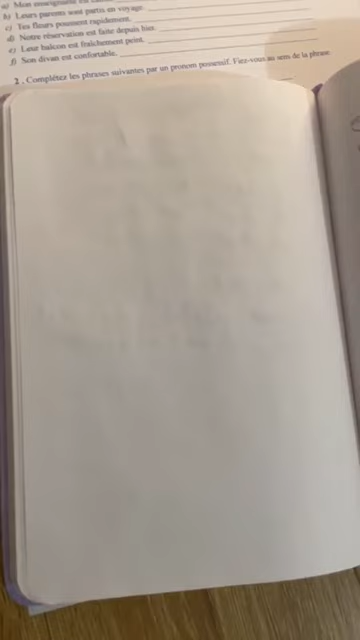 a) Mon enseignante est
b) Leurs parents sont partis en voyage.
c) Tes fleurs poussent rapidement.
d) Notre réservation est faite depuis hier.
e) Leur balcon est fraîchement peint.
f) Son divan est confortable.
2 . Complétez les phrases suivantes par un pronom possessif. Fiez-vous au sens de la phrase.